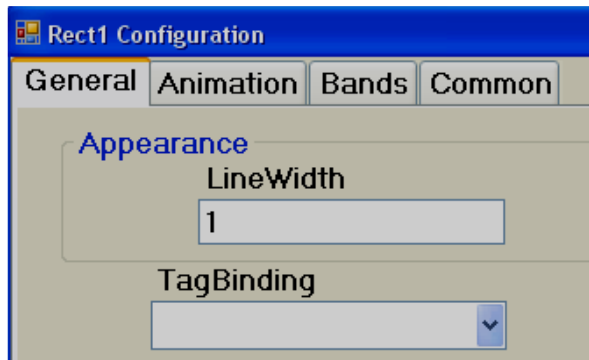 Rect1 Configuration
General Animation Bands Common
Appearance
LineWidth
1
TagBinding